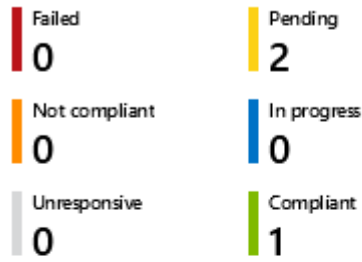 Failed
0
Pending
2
Not compliant
0
In progress
0
Unresponsive
0
Compliant
1